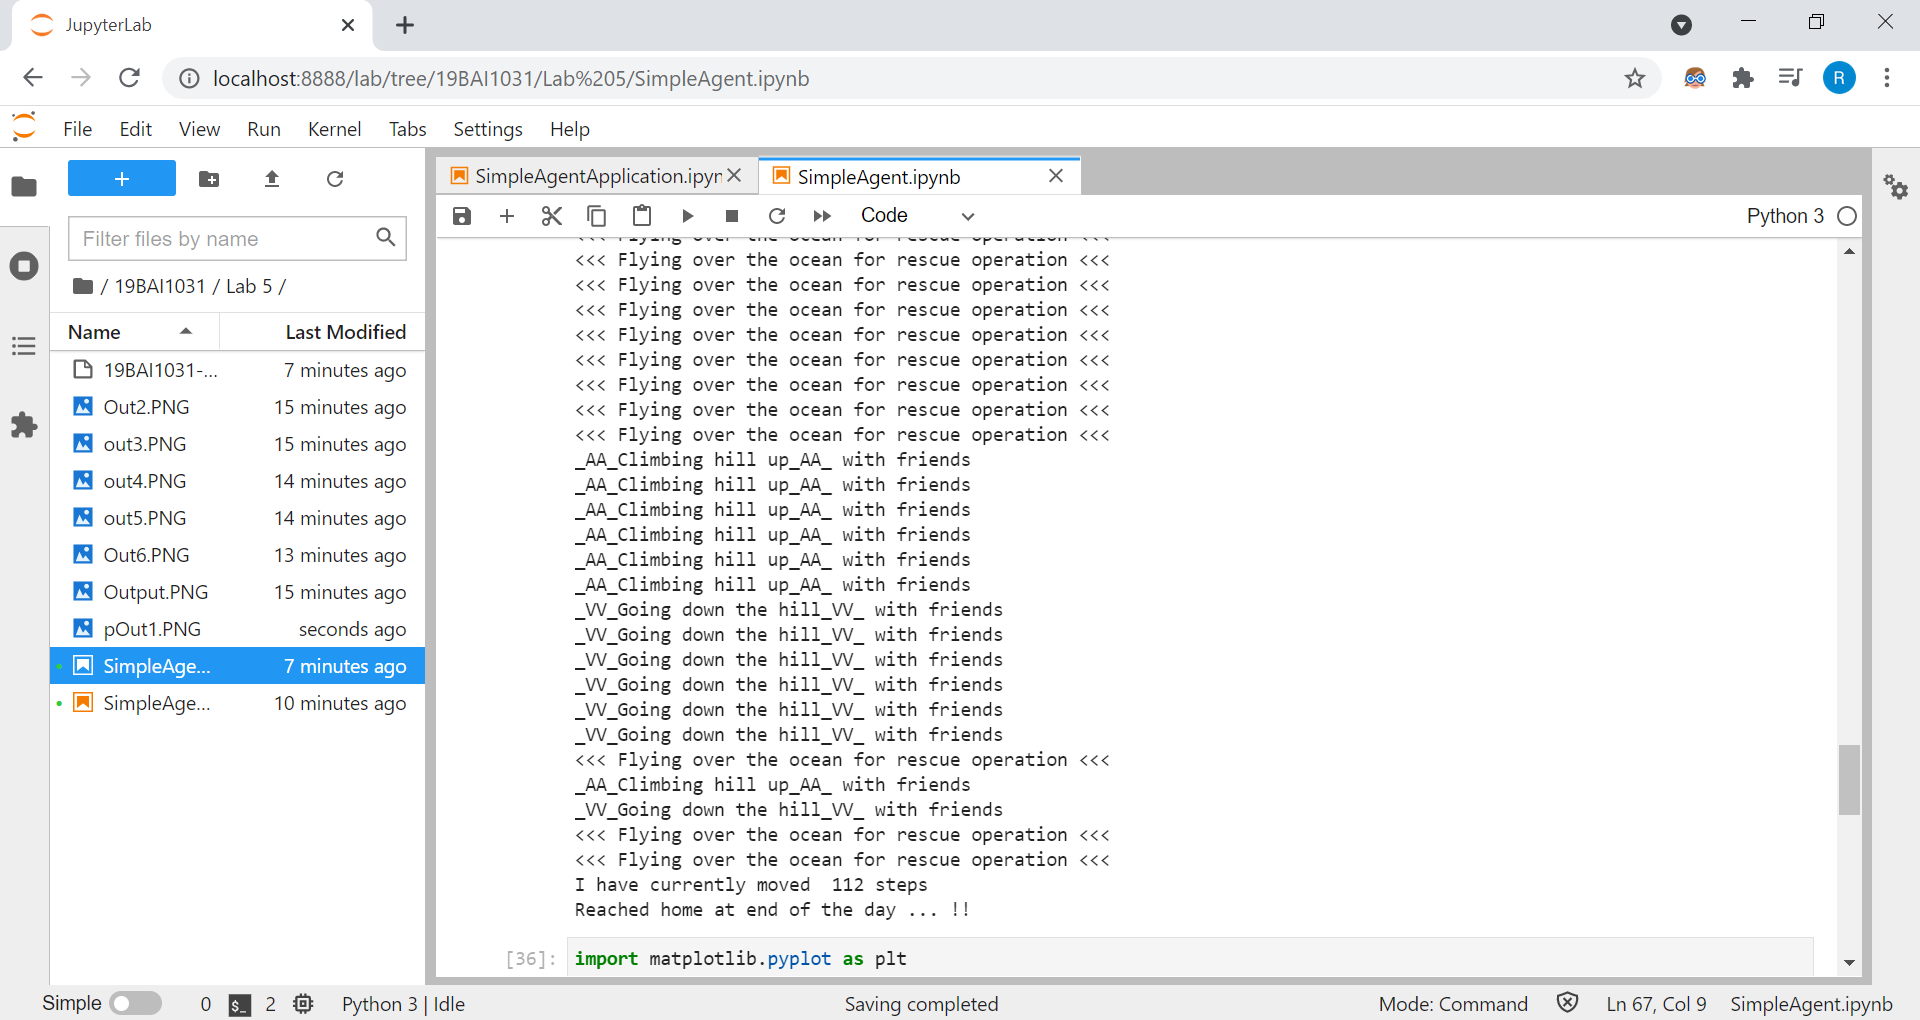 JupyterLab
localhost:8888/lab/tree/19BAI1031/Lab%205/SimpleAgent.ipynb
R
File Edit View Run Kernel Tabs Settings Help
Filter files by name
/ 19BAI1031 / Lab 5 /
Name Last Modified
19BAI1031-... 7 minutes ago
Out2.PNG 15 minutes ago
out3.PNG 15 minutes ago
out4.PNG 14 minutes ago
out5.PNG 14 minutes ago
Out6.PNG 13 minutes ago
Output.PNG 15 minutes ago
pOut1.PNG seconds ago
SimpleAge... 7 minutes ago
SimpleAge... 10 minutes ago
SimpleAgentApplication.ipyn
SimpleAgent.ipynb
Code
Python 3
<<< Flying over the ocean for rescue operation <<<
<<< Flying over the ocean for rescue operation <<<
<<< Flying over the ocean for rescue operation <<<
<<< Flying over the ocean for rescue operation <<<
<<< Flying over the ocean for rescue operation <<<
<<< Flying over the ocean for rescue operation <<<
<<< Flying over the ocean for rescue operation <<<
<<< Flying over the ocean for rescue operation <<<
<<< Flying over the ocean for rescue operation <<<
_AA_Climbing hill up_AA_ with friends
_AA_Climbing hill up_AA_ with friends
_AA_Climbing hill up_AA_ with friends
_AA_Climbing hill up_AA_ with friends
_AA_Climbing hill up_AA_ with friends
_AA_Climbing hill up_AA_ with friends
_VV_Going down the hill_VV_ with friends
_VV_Going down the hill_VV_ with friends
_VV_Going down the hill_VV_ with friends
_VV_Going down the hill_VV_ with friends
_VV_Going down the hill_VV_ with friends
_VV_Going down the hill_VV_ with friends
<<< Flying over the ocean for rescue operation <<<
_AA_Climbing hill up_AA_ with friends
_VV_Going down the hill_VV_ with friends
<<< Flying over the ocean for rescue operation <<<
<<< Flying over the ocean for rescue operation <<<
I have currently moved  112 steps
Reached home at end of the day ... !!
[36]: import matplotlib.pyplot as plt
Simple 0 $_ 2 Python 3 | Idle Saving completed Mode: Command Ln 67, Col 9 SimpleAgent.ipynb